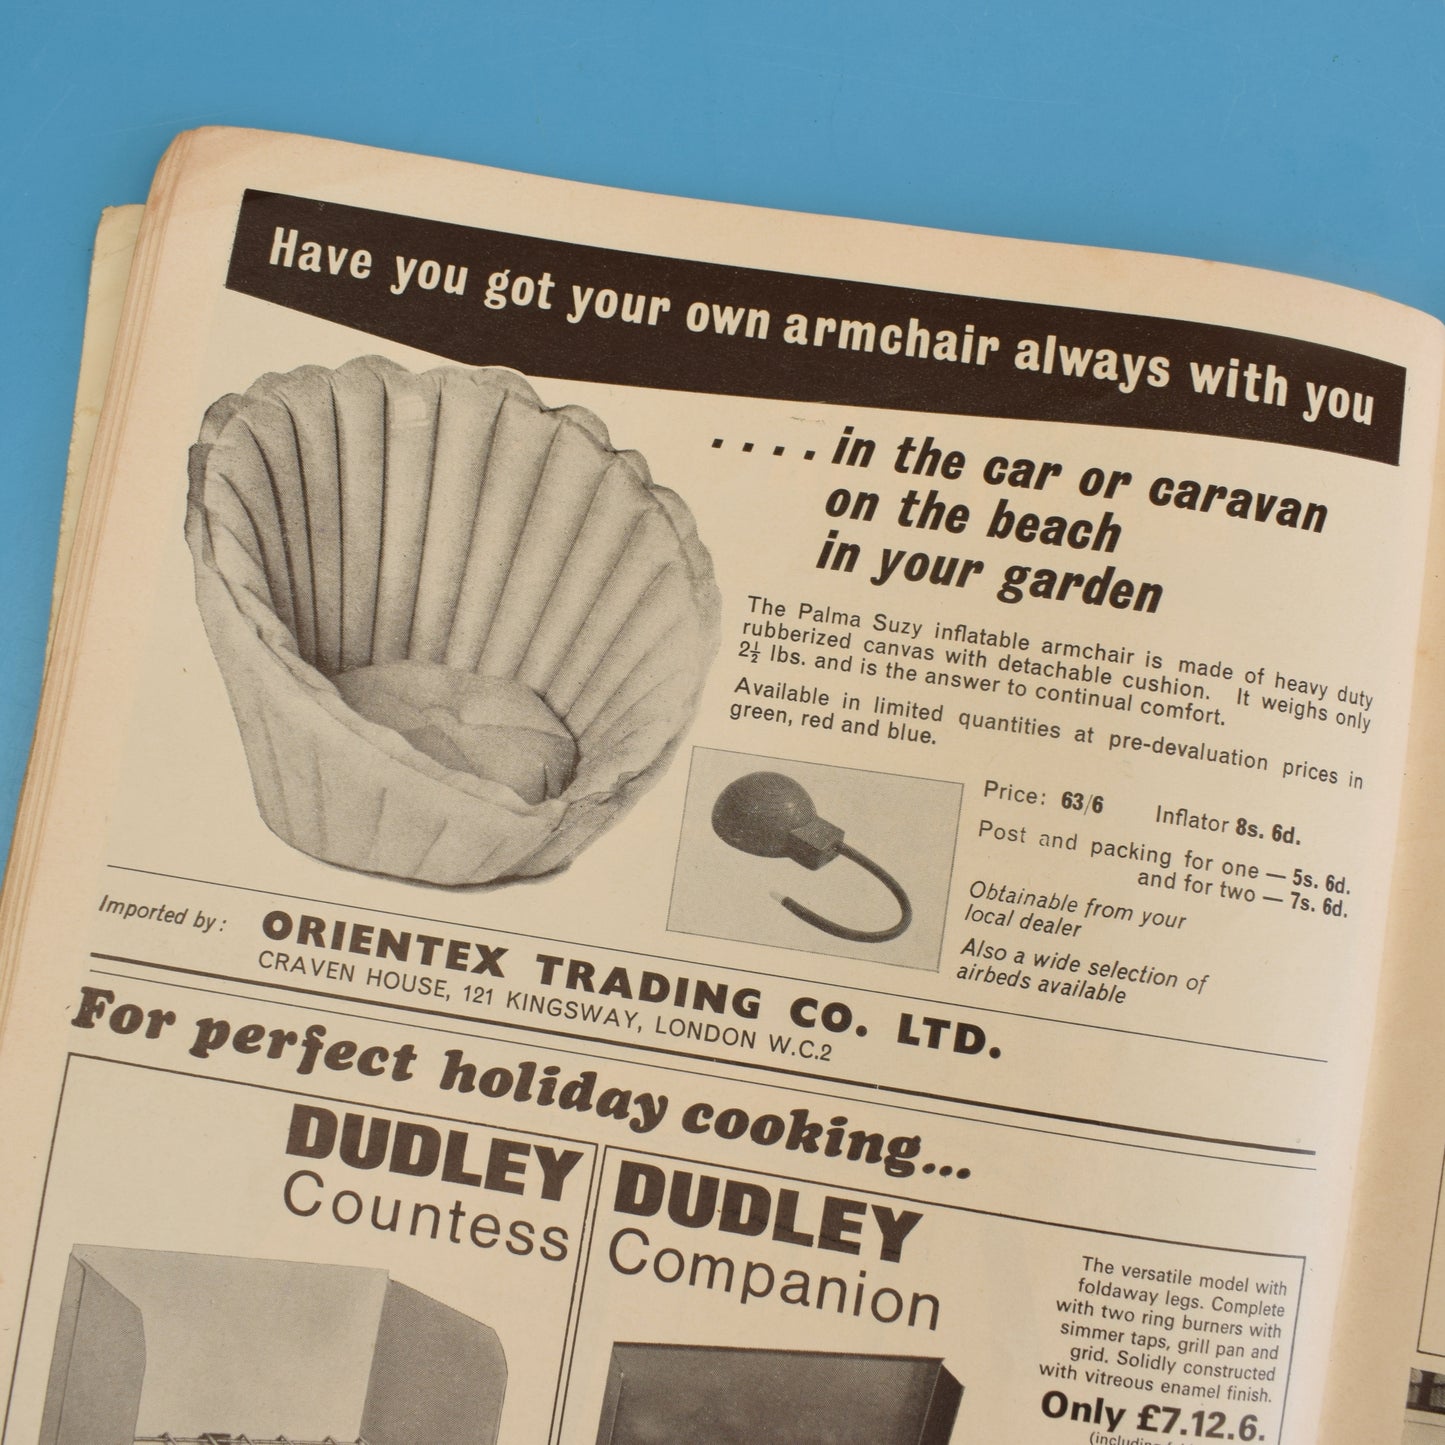 Have you got your own armchair always with you
. . . . in the car or caravan
on the beach
in your garden
The Palma Suzy inflatable armchair is made of heavy duty
rubberized canvas with detachable cushion. It weighs only
2½ lbs. and is the answer to continual comfort.
Available in limited quantities at pre-devaluation prices in
green, red and blue.
Price: 63/6 Inflator 8s. 6d.
Post and packing for one — 5s. 6d.
and for two — 7s. 6d.
Obtainable from your
local dealer
Also a wide selection of
airbeds available
Imported by: ORIENTEX TRADING CO. LTD.
CRAVEN HOUSE, 121 KINGSWAY, LONDON W.C.2
For perfect holiday cooking...
DUDLEY
Countess
DUDLEY
Companion
The versatile model with
foldaway legs. Complete
with two ring burners with
simmer taps, grill pan and
grid. Solidly constructed
with vitreous enamel finish.
Only £7.12.6.
(including